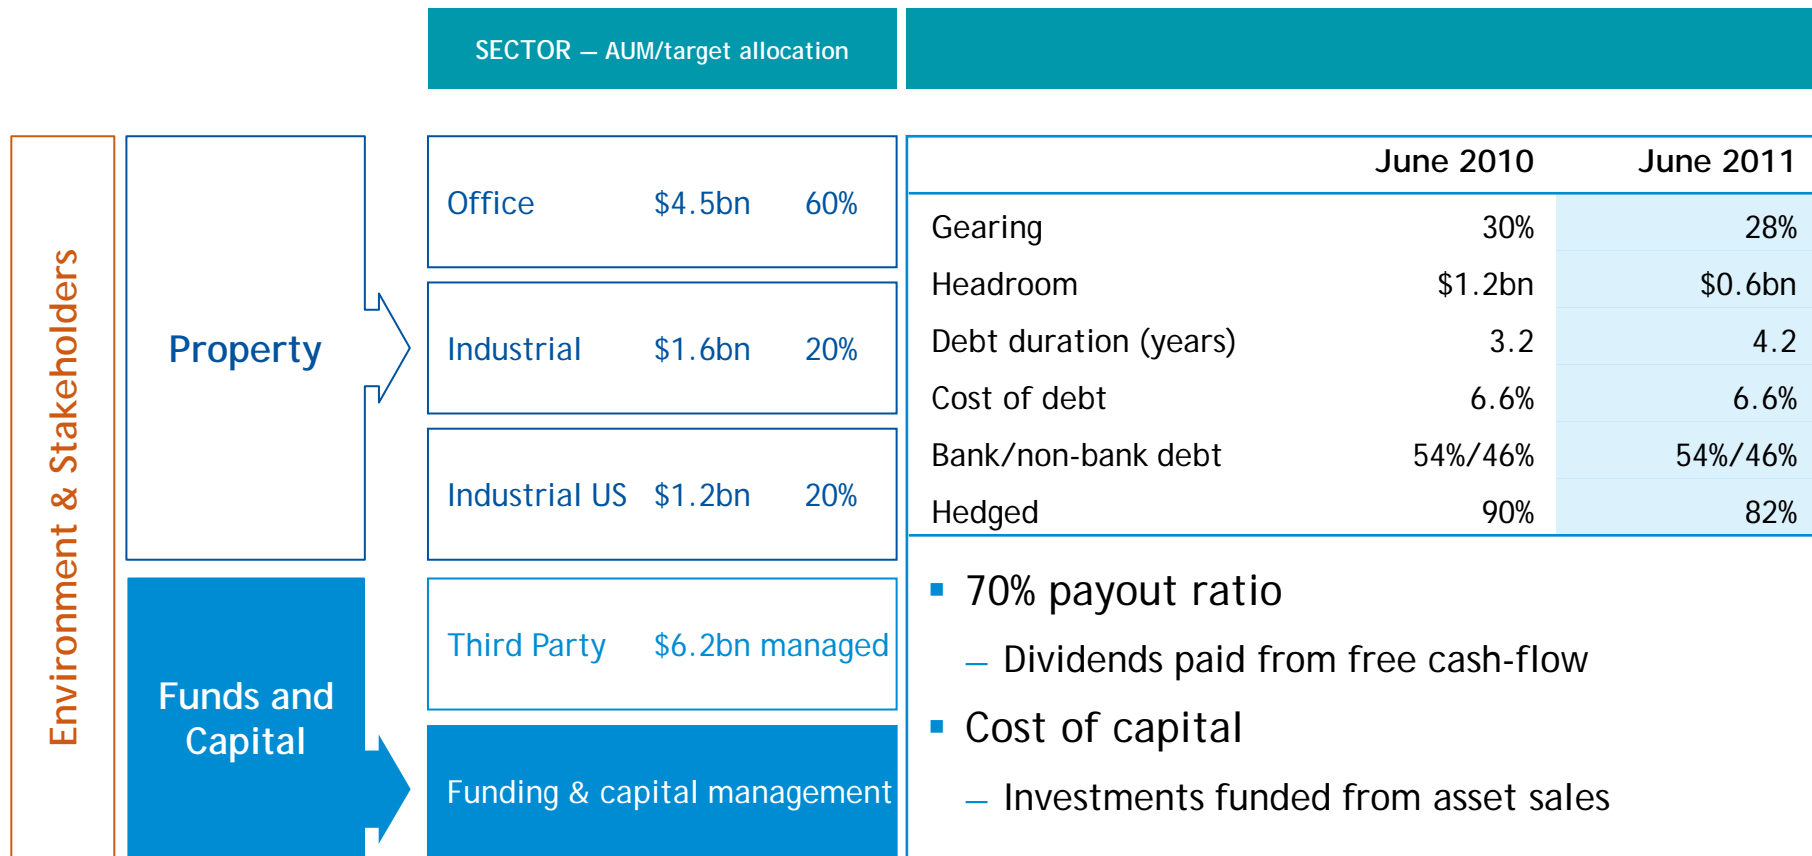 SECTOR — AUM/target allocation
Environment & Stakeholders
Property
Office $4.5bn 60%
Industrial $1.6bn 20%
Industrial US $1.2bn 20%
Funds and
Capital
Third Party $6.2bn managed
Funding & capital management
June 2010 June 2011
Gearing 30% 28%
Headroom $1.2bn $0.6bn
Debt duration (years) 3.2 4.2
Cost of debt 6.6% 6.6%
Bank/non-bank debt 54%/46% 54%/46%
Hedged 90% 82%
▪ 70% payout ratio
— Dividends paid from free cash-flow
▪ Cost of capital
— Investments funded from asset sales